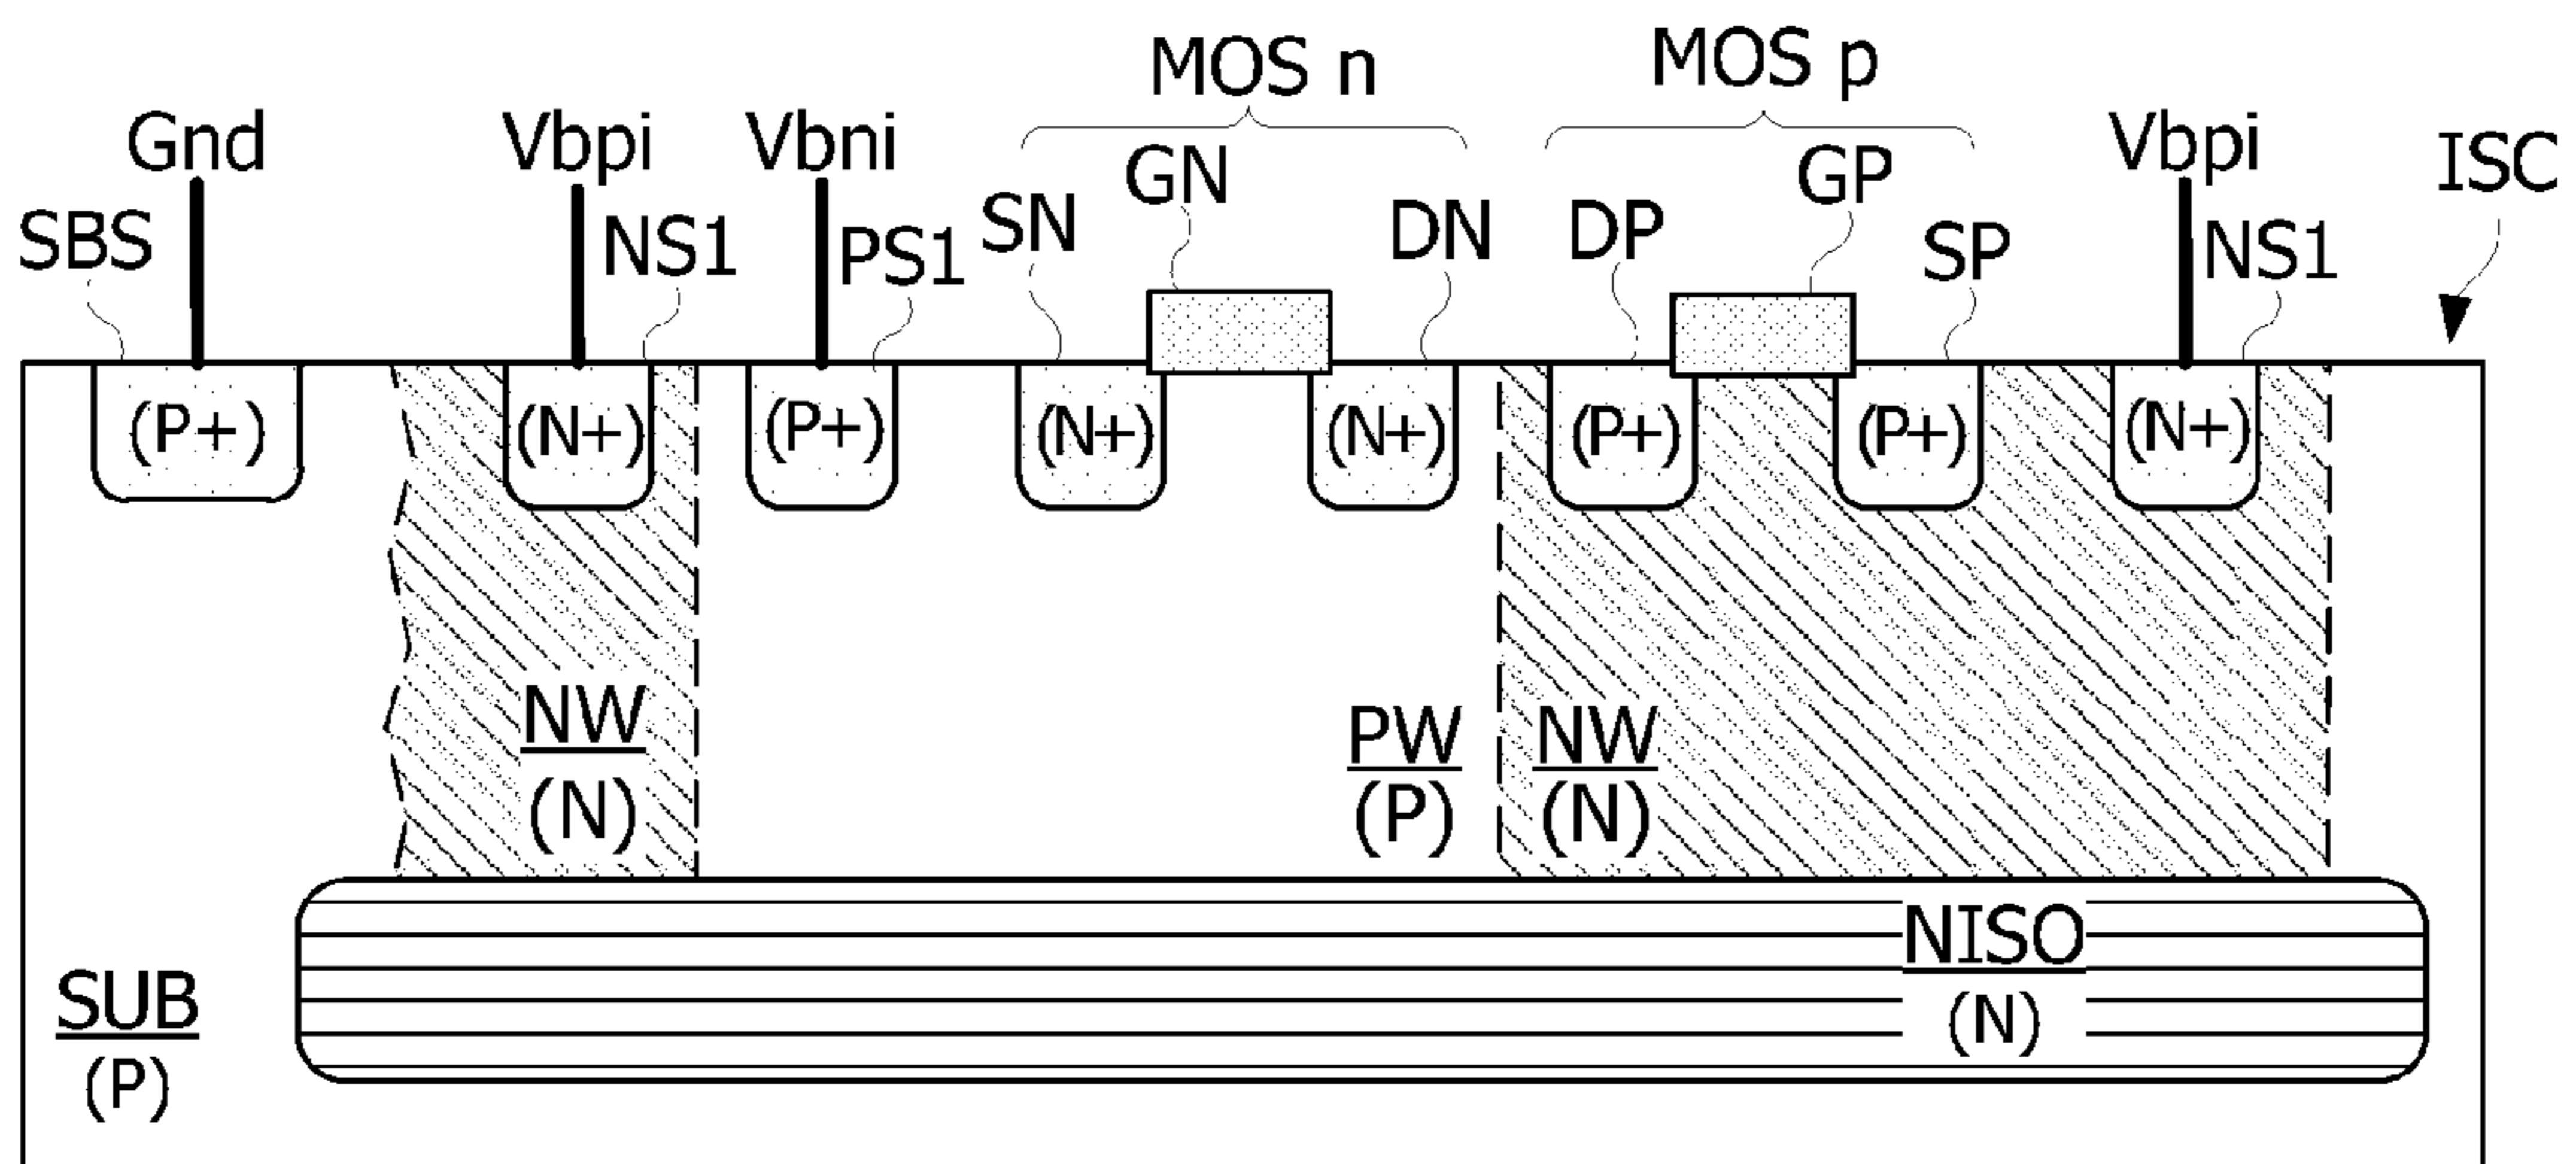 MOS n MOS p
Gnd Vbpi Vbni GN GP Vbpi ISC
SBS NS1 PS1 SN DN DP SP NS1
(P+) (N+) (P+) (N+) (N+) (P+) (P+) (N+)
NW PW NW
(N) (P) (N)
NISO
SUB (N)
(P)